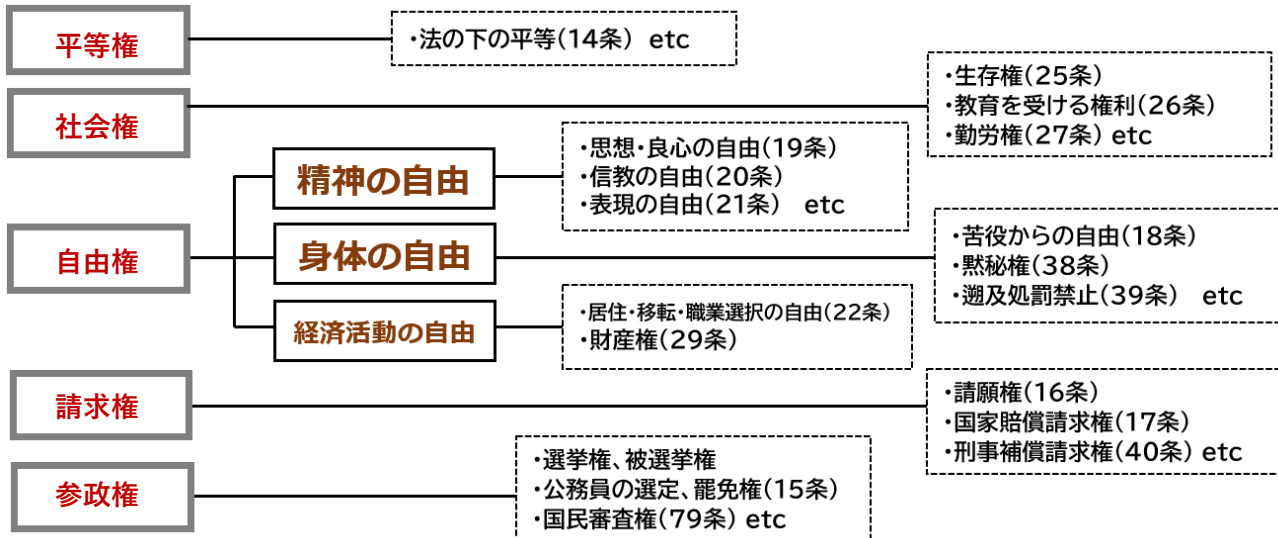 平等権
・法の下の平等(14条) etc
社会権
・生存権(25条)
・教育を受ける権利(26条)
・勤労権(27条) etc
自由権
精神の自由
・思想・良心の自由(19条)
・信教の自由(20条)
・表現の自由(21条) etc
身体の自由
・苦役からの自由(18条)
・黙秘権(38条)
・遡及処罰禁止(39条) etc
経済活動の自由
・居住・移転・職業選択の自由(22条)
・財産権(29条)
請求権
・請願権(16条)
・国家賠償請求権(17条)
・刑事補償請求権(40条) etc
参政権
・選挙権、被選挙権
・公務員の選定、罷免権(15条)
・国民審査権(79条) etc